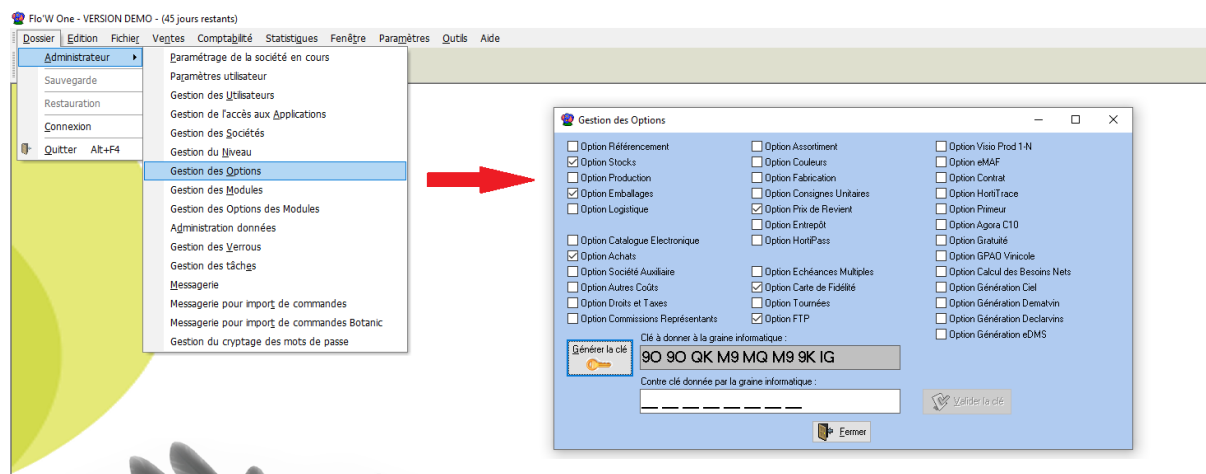 Flo'W One - VERSION DEMO - (45 jours restants)
Dossier Edition Fichier Ventes Comptabilité Statistiques Fenêtre Paramètres Outils Aide
Administrateur
Sauvegarde
Restauration
Connexion
Quitter Alt+F4
Paramétrage de la société en cours
Paramètres utilisateur
Gestion des Utilisateurs
Gestion de l'accès aux Applications
Gestion des Sociétés
Gestion du Niveau
Gestion des Options
Gestion des Modules
Gestion des Options des Modules
Administration données
Gestion des Verrous
Gestion des tâches
Messagerie
Messagerie pour import de commandes
Messagerie pour import de commandes Botanic
Gestion du cryptage des mots de passe
Gestion des Options
Option Référencement
Option Stocks
Option Production
Option Emballages
Option Logistique
Option Catalogue Electronique
Option Achats
Option Société Auxiliaire
Option Autres Coûts
Option Droits et Taxes
Option Commissions Représentants
Option Assortiment
Option Couleurs
Option Fabrication
Option Consignes Unitaires
Option Prix de Revient
Option Entrepôt
Option HortiPass
Option Echéances Multiples
Option Carte de Fidélité
Option Tournées
Option FTP
Option Visio Prod 1-N
Option eMAF
Option Contrat
Option HortiTrace
Option Primeur
Option Agora C10
Option Gratuité
Option GPAO Vinicole
Option Calcul des Besoins Nets
Option Génération Ciel
Option Génération Dematvin
Option Génération Declarvins
Option Génération eDMS
Générer la clé
Clé à donner à la graine informatique :
9O 9O QK M9 MQ M9 9K IG
Contre clé donnée par la graine informatique :
__ __ __ __ __ __ __ __
Valider la clé
Fermer